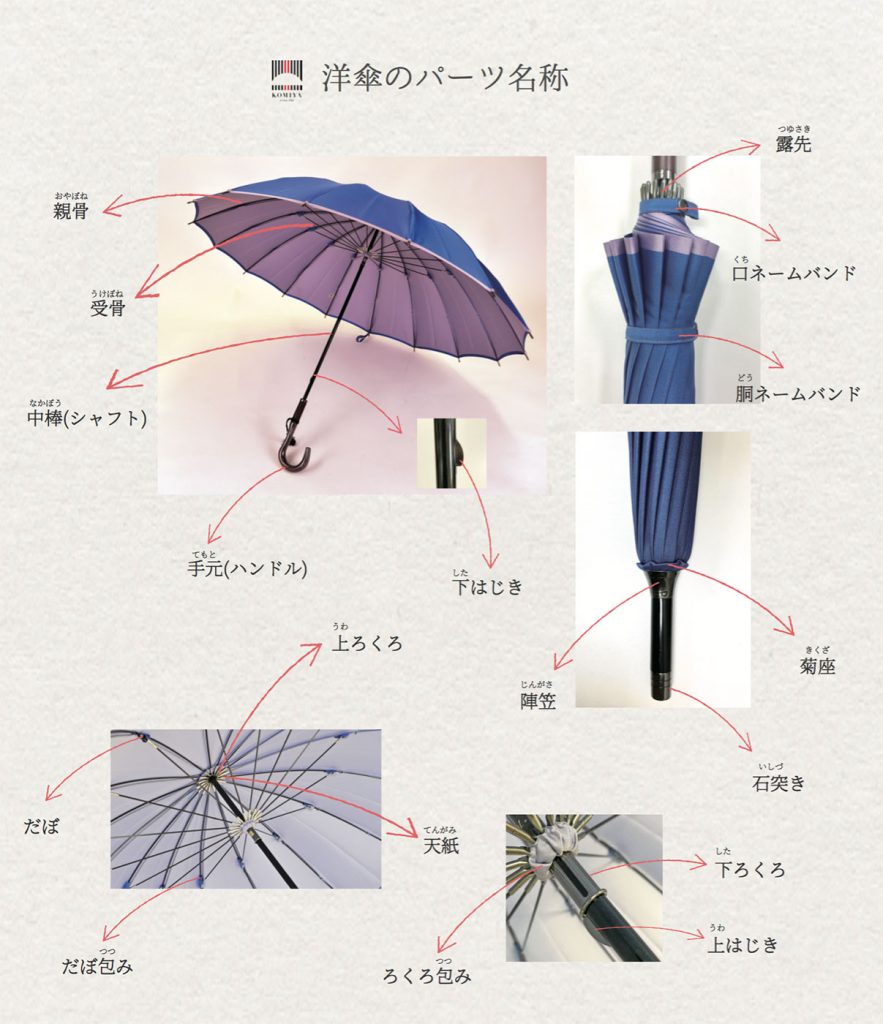 KOMIYA
洋傘のパーツ名称
つゆさき
露先
おやぼね
親骨
くち
口ネームバンド
うけぼね
受骨
どう
胴ネームバンド
なかぼう
中棒(シャフト)
てもと
手元(ハンドル)
した
下はじき
うわ
上ろくろ
きくざ
菊座
じんがさ
陣笠
いしづ
石突き
だぼ
てんがみ
天紙
した
下ろくろ
うわ
上はじき
つつ
だぼ包み
つつ
ろくろ包み